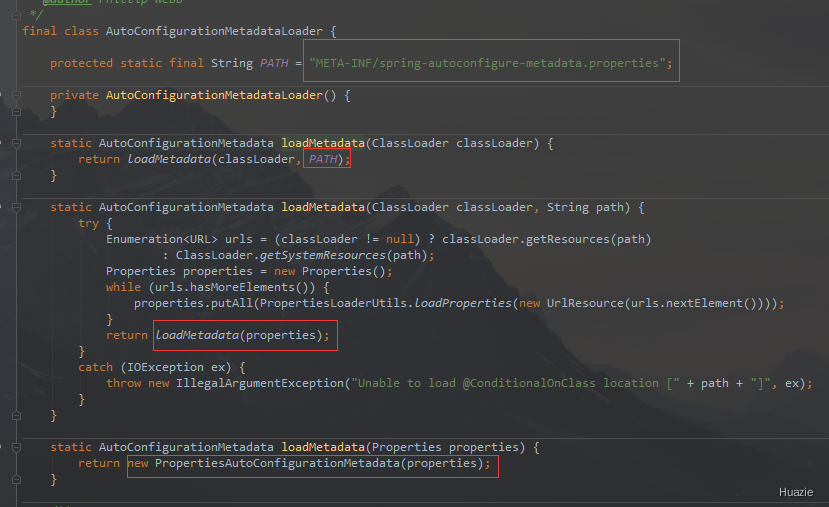 @author Phillip Webb
*/
final class AutoConfigurationMetadataLoader {
protected static final String PATH = "META-INF/spring-autoconfigure-metadata.properties";
private AutoConfigurationMetadataLoader() {
}
static AutoConfigurationMetadata loadMetadata(ClassLoader classLoader) {
return loadMetadata(classLoader, PATH);
}
static AutoConfigurationMetadata loadMetadata(ClassLoader classLoader, String path) {
try {
Enumeration<URL> urls = (classLoader != null) ? classLoader.getResources(path)
: ClassLoader.getSystemResources(path);
Properties properties = new Properties();
while (urls.hasMoreElements()) {
properties.putAll(PropertiesLoaderUtils.loadProperties(new UrlResource(urls.nextElement())));
}
return loadMetadata(properties);
}
catch (IOException ex) {
throw new IllegalArgumentException("Unable to load @ConditionalOnClass location [" + path + "]", ex);
}
}
static AutoConfigurationMetadata loadMetadata(Properties properties) {
return new PropertiesAutoConfigurationMetadata(properties);
}
Huazie